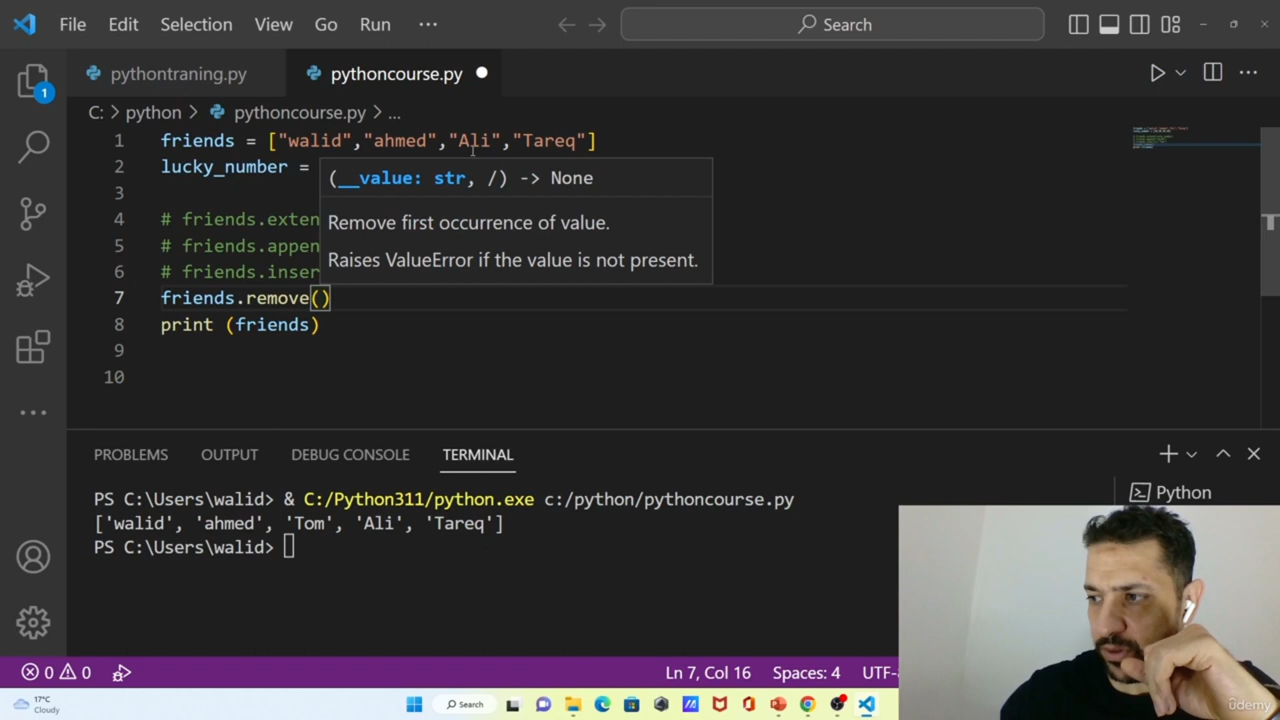 File Edit Selection View Go Run ··· Search
pythontraning.py pythoncourse.py
C: > python > pythoncourse.py > ...
1 friends = ["walid","ahmed","Ali","Tareq"]
2 lucky_number =
(__value: str, /) -> None
3
Remove first occurrence of value.
4 # friends.exten
5 # friends.appen
Raises ValueError if the value is not present.
6 # friends.inser
7 friends.remove()
8 print (friends)
9
10
PROBLEMS OUTPUT DEBUG CONSOLE TERMINAL
PS C:\Users\walid> & C:/Python311/python.exe c:/python/pythoncourse.py
Python
['walid', 'ahmed', 'Tom', 'Ali', 'Tareq']
PS C:\Users\walid>
0 0 Ln 7, Col 16 Spaces: 4 UTF-
17°C
Cloudy
Search
ûdemy
1